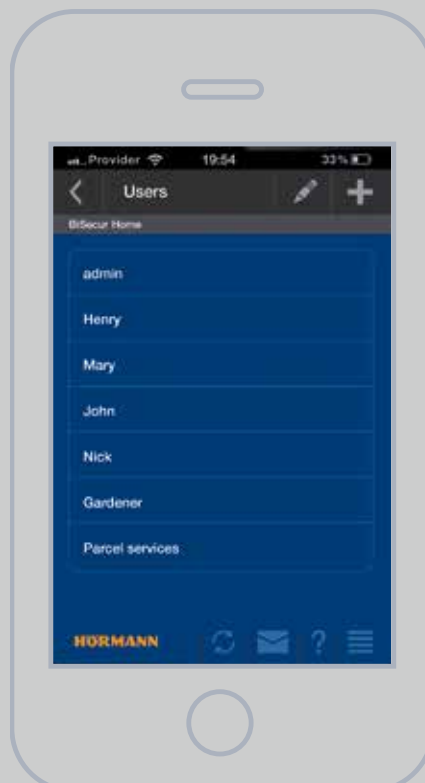 Provider 19:54 33%
Users
BiSecur Home
admin
Henry
Mary
John
Nick
Gardener
Parcel services
HÖRMANN ?